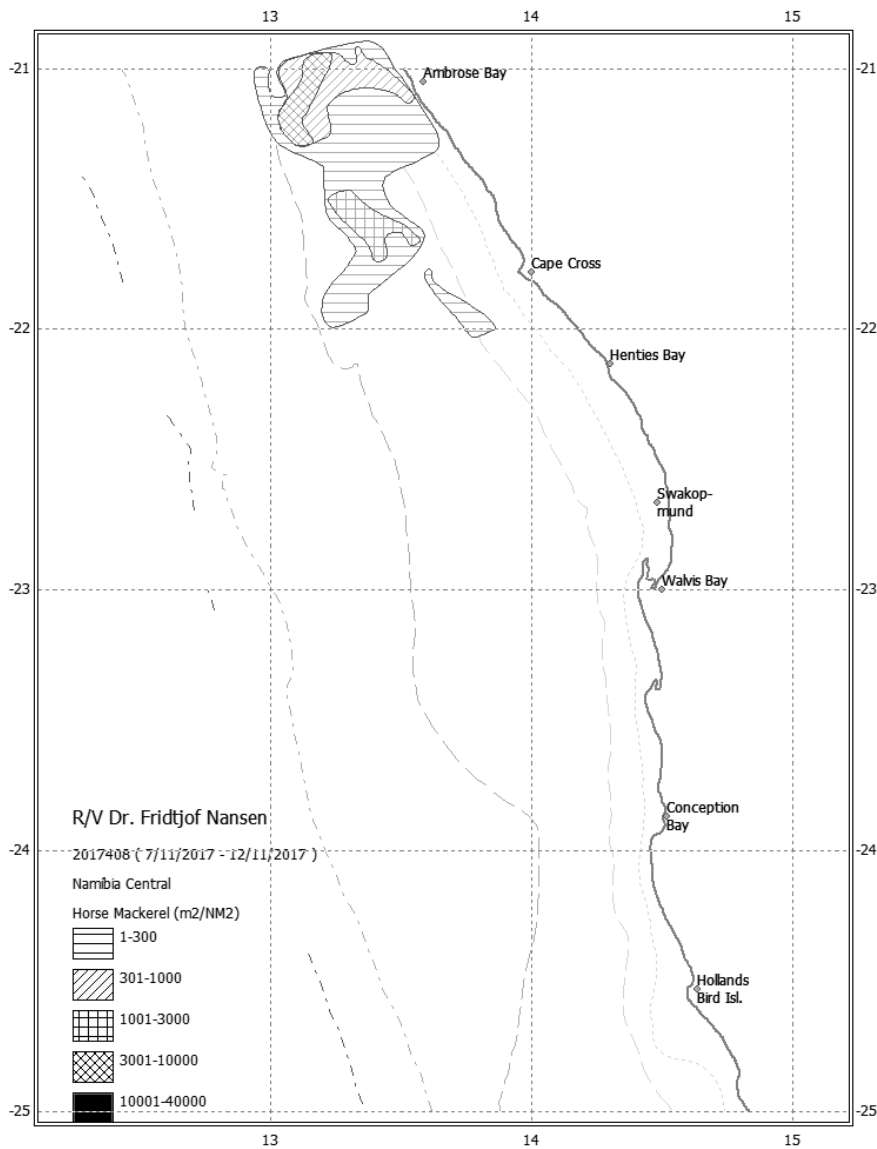 13 14 15
-21 -21
Ambrose Bay
Cape Cross
-22 -22
Henties Bay
Swakop-
mund
Walvis Bay
-23 -23
Conception
Bay
R/V Dr. Fridtjof Nansen
-24 -24
2017408 ( 7/11/2017 - 12/11/2017 )
Namibia Central
Horse Mackerel (m2/NM2)
1-300
301-1000
Hollands
Bird Isl.
1001-3000
3001-10000
10001-40000
-25 -25
13 14 15